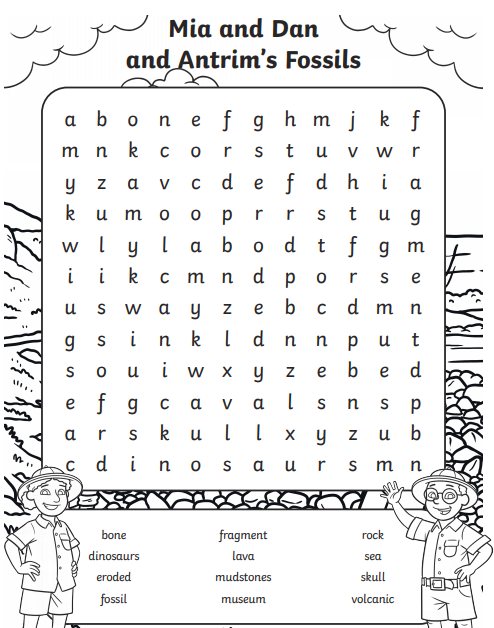 Mia and Dan
and Antrim's Fossils
a b o n e f g h m j k f
m n k c o r s t u v w r
y z a v c d e f d h i a
k u m o o p r r s t u g
w l y l a b o d t f g m
i i k c m n d p o r s e
u s w a y z e b c d m n
g s i n k l d n n p u t
s o u i w x y z e b e d
e f g c a v a l s n s p
a r s k u l l x y z u b
c d i n o s a u r s m n
bone fragment rock
dinosaurs lava sea
eroded mudstones skull
fossil museum volcanic